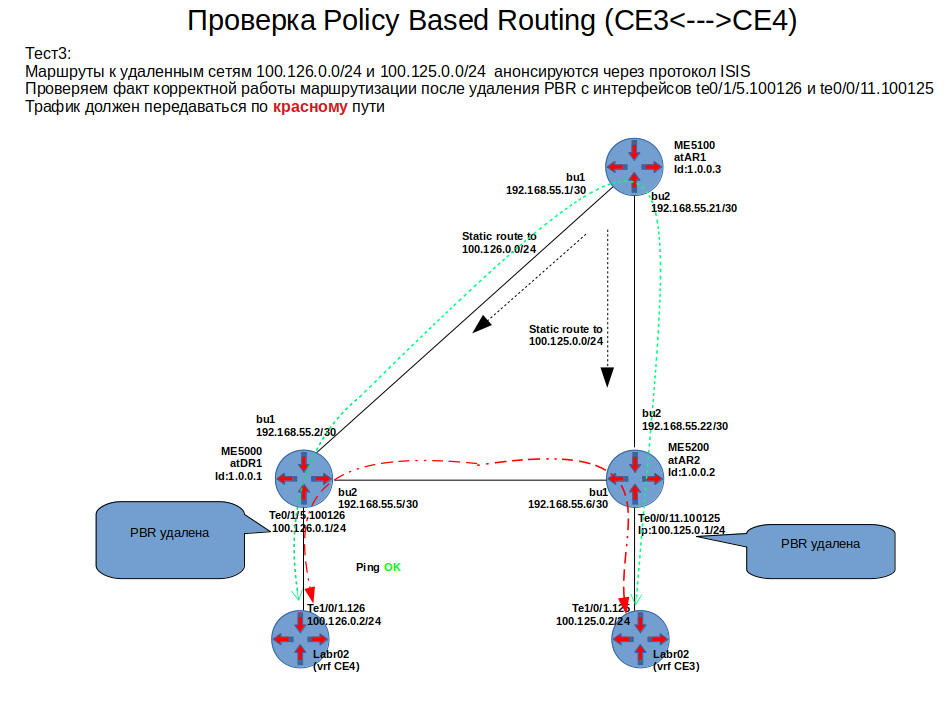 Проверка Policy Based Routing (CE3<--->CE4)
Тест3:
Маршруты к удаленным сетям 100.126.0.0/24 и 100.125.0.0/24  анонсируются через протокол ISIS
Проверяем факт корректной работы маршрутизации после удаления PBR с интерфейсов te0/1/5.100126 и te0/0/11.100125
Трафик должен передаваться по красному пути
ME5100
atAR1
Id:1.0.0.3
bu1
192.168.55.1/30
bu2
192.168.55.21/30
Static route to
100.126.0.0/24
Static route to
100.125.0.0/24
bu1
192.168.55.2/30
bu2
192.168.55.22/30
ME5000
atDR1
Id:1.0.0.1
ME5200
atAR2
Id:1.0.0.2
bu2
192.168.55.5/30
bu1
192.168.55.6/30
Te0/1/5.100126
100.126.0.1/24
Te0/0/11.100125
Ip:100.125.0.1/24
PBR удалена
PBR удалена
Ping OK
Te1/0/1.126
100.126.0.2/24
Te1/0/1.125
100.125.0.2/24
Labr02
(vrf CE4)
Labr02
(vrf CE3)